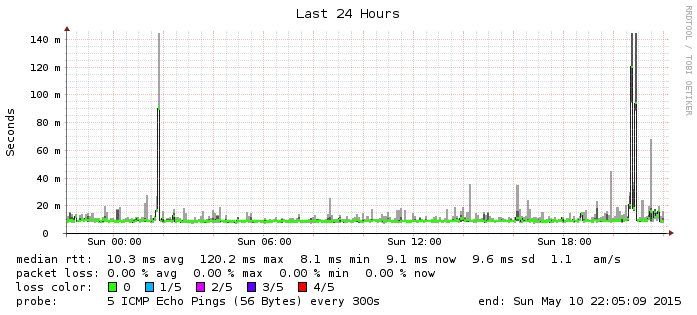 Last 24 Hours
RRDTOOL / TOBI OETIKER
Seconds
140 m
120 m
100 m
80 m
60 m
40 m
20 m
0
Sun 00:00 Sun 06:00 Sun 12:00 Sun 18:00
median rtt: 10.3 ms avg 120.2 ms max 8.1 ms min 9.1 ms now 9.6 ms sd 1.1 am/s
packet loss: 0.00 % avg 0.00 % max 0.00 % min 0.00 % now
loss color: 0 1/5 2/5 3/5 4/5
probe: 5 ICMP Echo Pings (56 Bytes) every 300s end: Sun May 10 22:05:09 2015